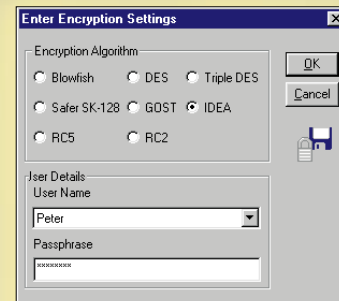 Enter Encryption Settings
Encryption Algorithm
Blowfish DES Triple DES
Safer SK-128 GOST IDEA
RC5 RC2
OK
Cancel
User Details
User Name
Peter
Passphrase
********